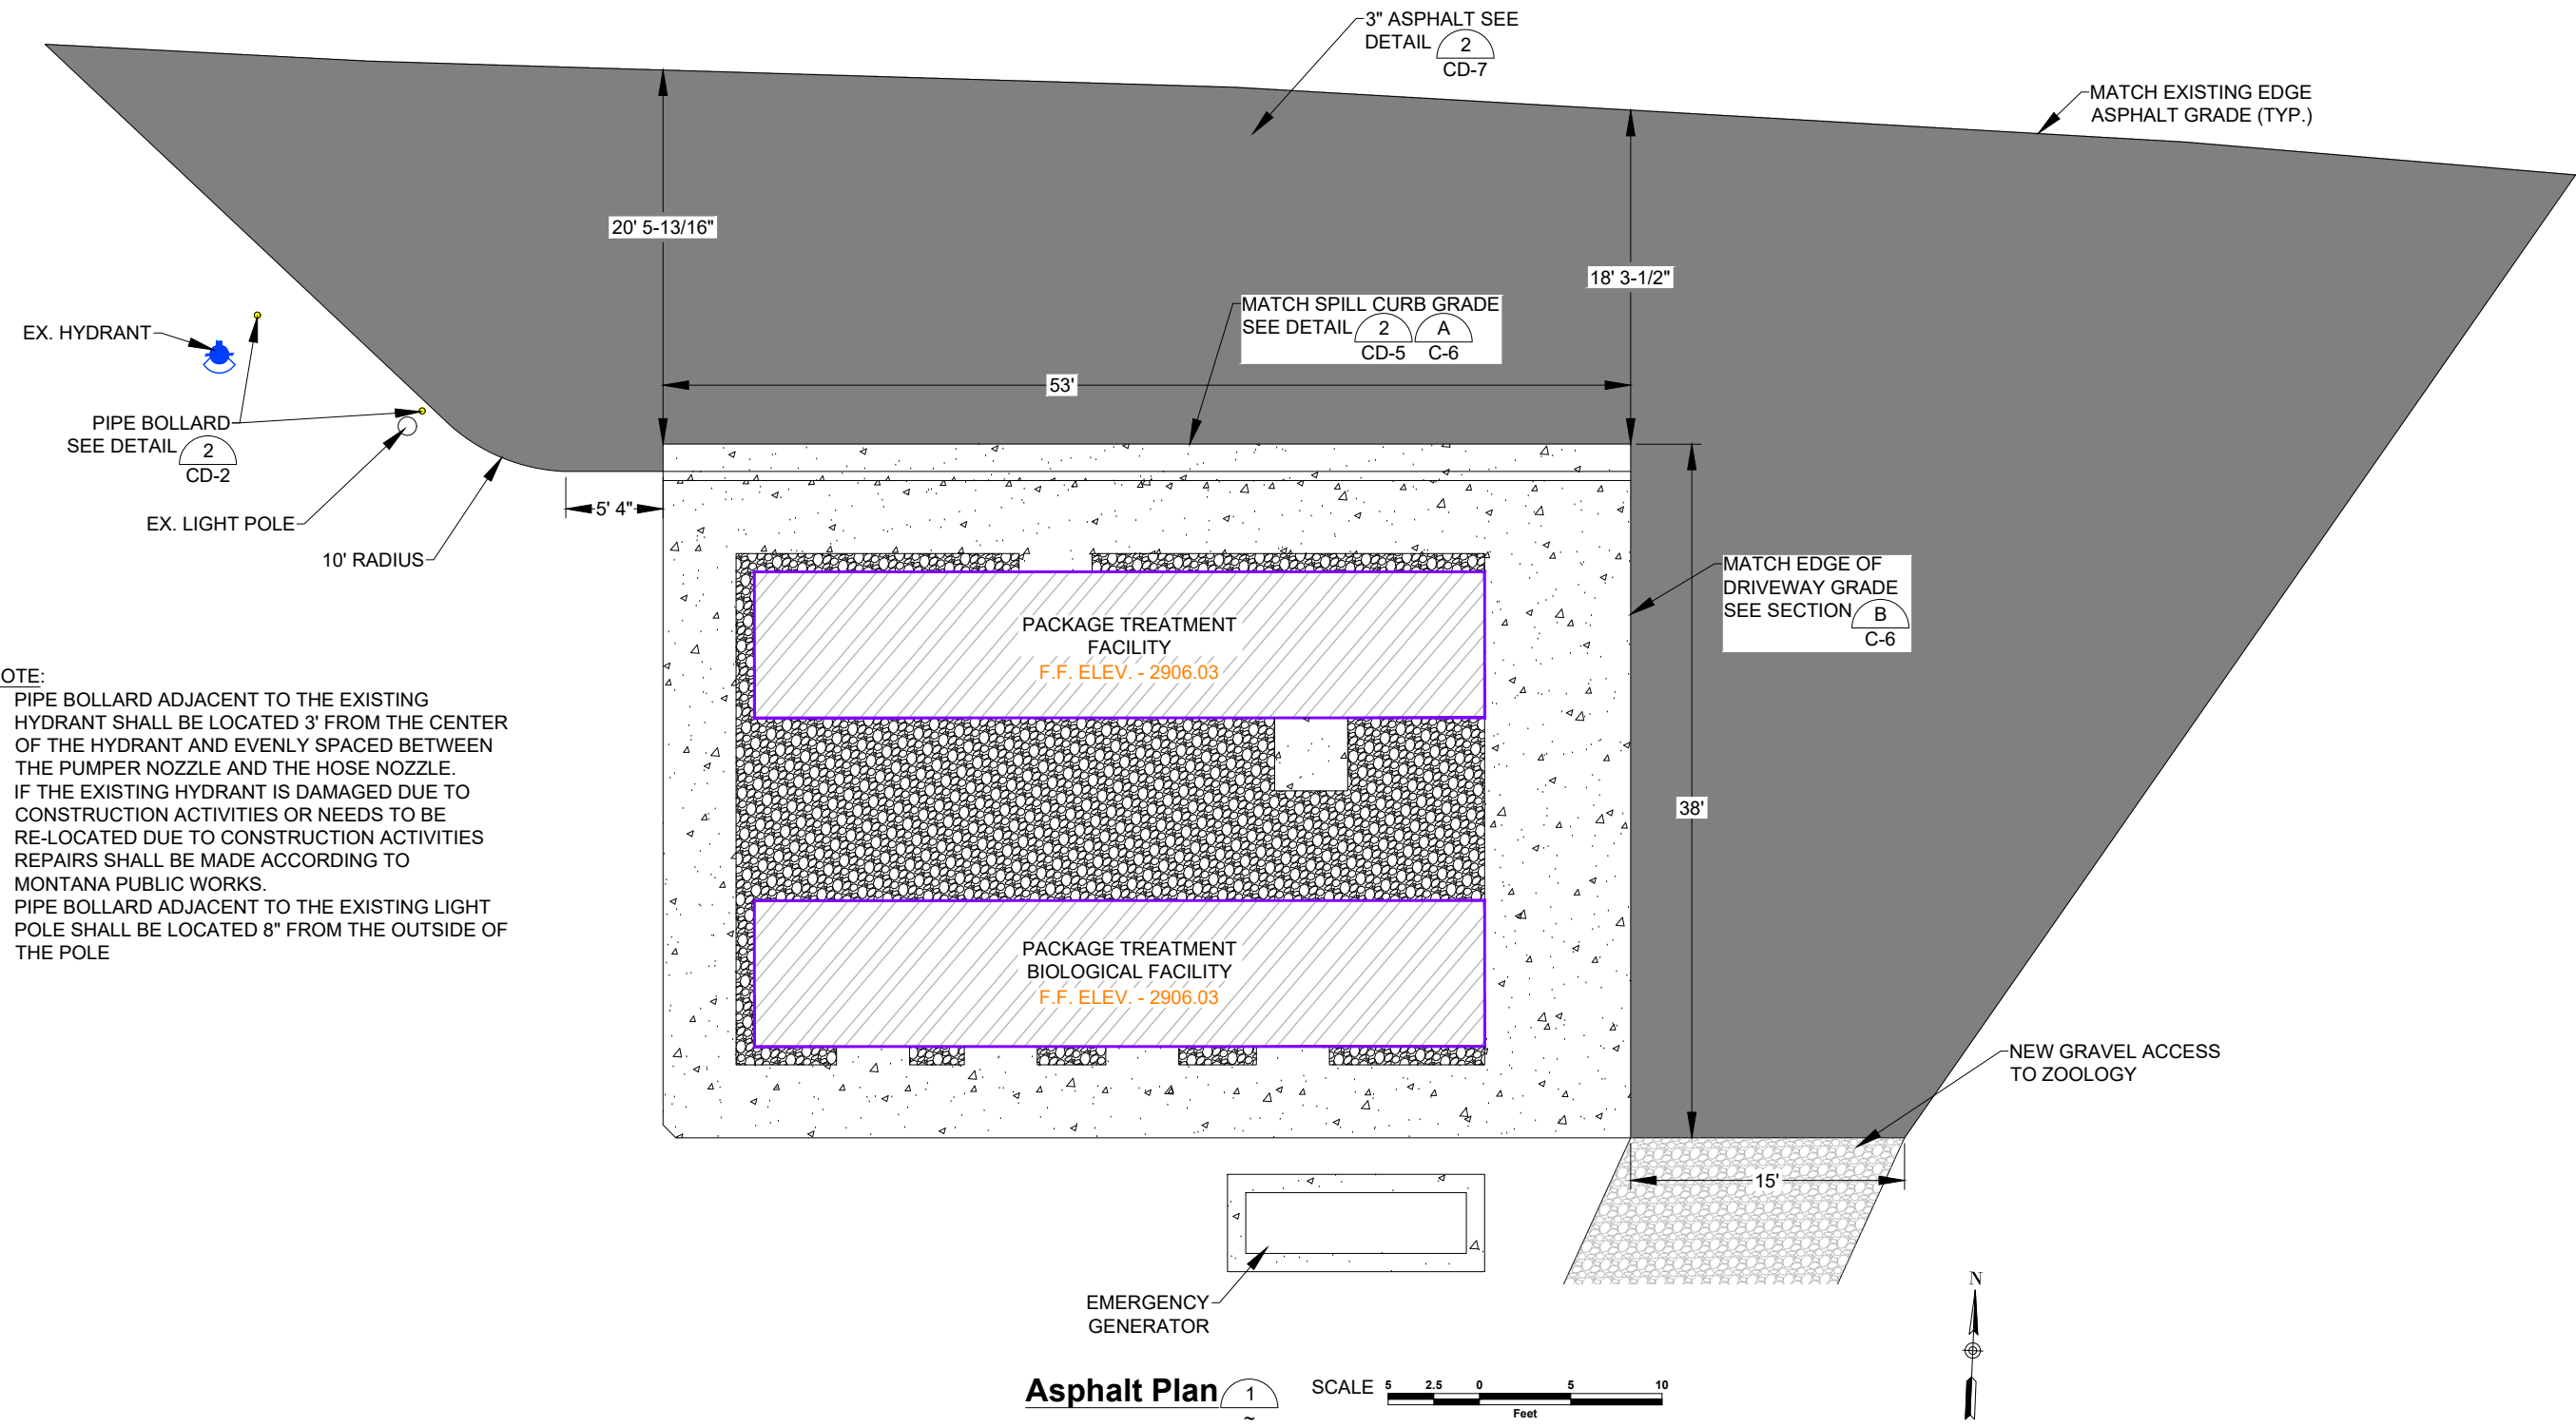 3" ASPHALT SEE
DETAIL 2
CD-7
MATCH EXISTING EDGE
ASPHALT GRADE (TYP.)
20' 5-13/16"
18' 3-1/2"
MATCH SPILL CURB GRADE
SEE DETAIL 2 A
CD-5 C-6
EX. HYDRANT
53'
PIPE BOLLARD
SEE DETAIL 2
CD-2
5' 4"
EX. LIGHT POLE
10' RADIUS
MATCH EDGE OF
DRIVEWAY GRADE
SEE SECTION B
C-6
PACKAGE TREATMENT
FACILITY
F.F. ELEV. - 2906.03
OTE:
PIPE BOLLARD ADJACENT TO THE EXISTING
HYDRANT SHALL BE LOCATED 3' FROM THE CENTER
OF THE HYDRANT AND EVENLY SPACED BETWEEN
THE PUMPER NOZZLE AND THE HOSE NOZZLE.
IF THE EXISTING HYDRANT IS DAMAGED DUE TO
CONSTRUCTION ACTIVITIES OR NEEDS TO BE
RE-LOCATED DUE TO CONSTRUCTION ACTIVITIES
REPAIRS SHALL BE MADE ACCORDING TO
MONTANA PUBLIC WORKS.
PIPE BOLLARD ADJACENT TO THE EXISTING LIGHT
POLE SHALL BE LOCATED 8" FROM THE OUTSIDE OF
THE POLE
38'
PACKAGE TREATMENT
BIOLOGICAL FACILITY
F.F. ELEV. - 2906.03
NEW GRAVEL ACCESS
TO ZOOLOGY
15'
EMERGENCY
GENERATOR
N
Asphalt Plan 1
~
SCALE 5 2.5 0 5 10
Feet